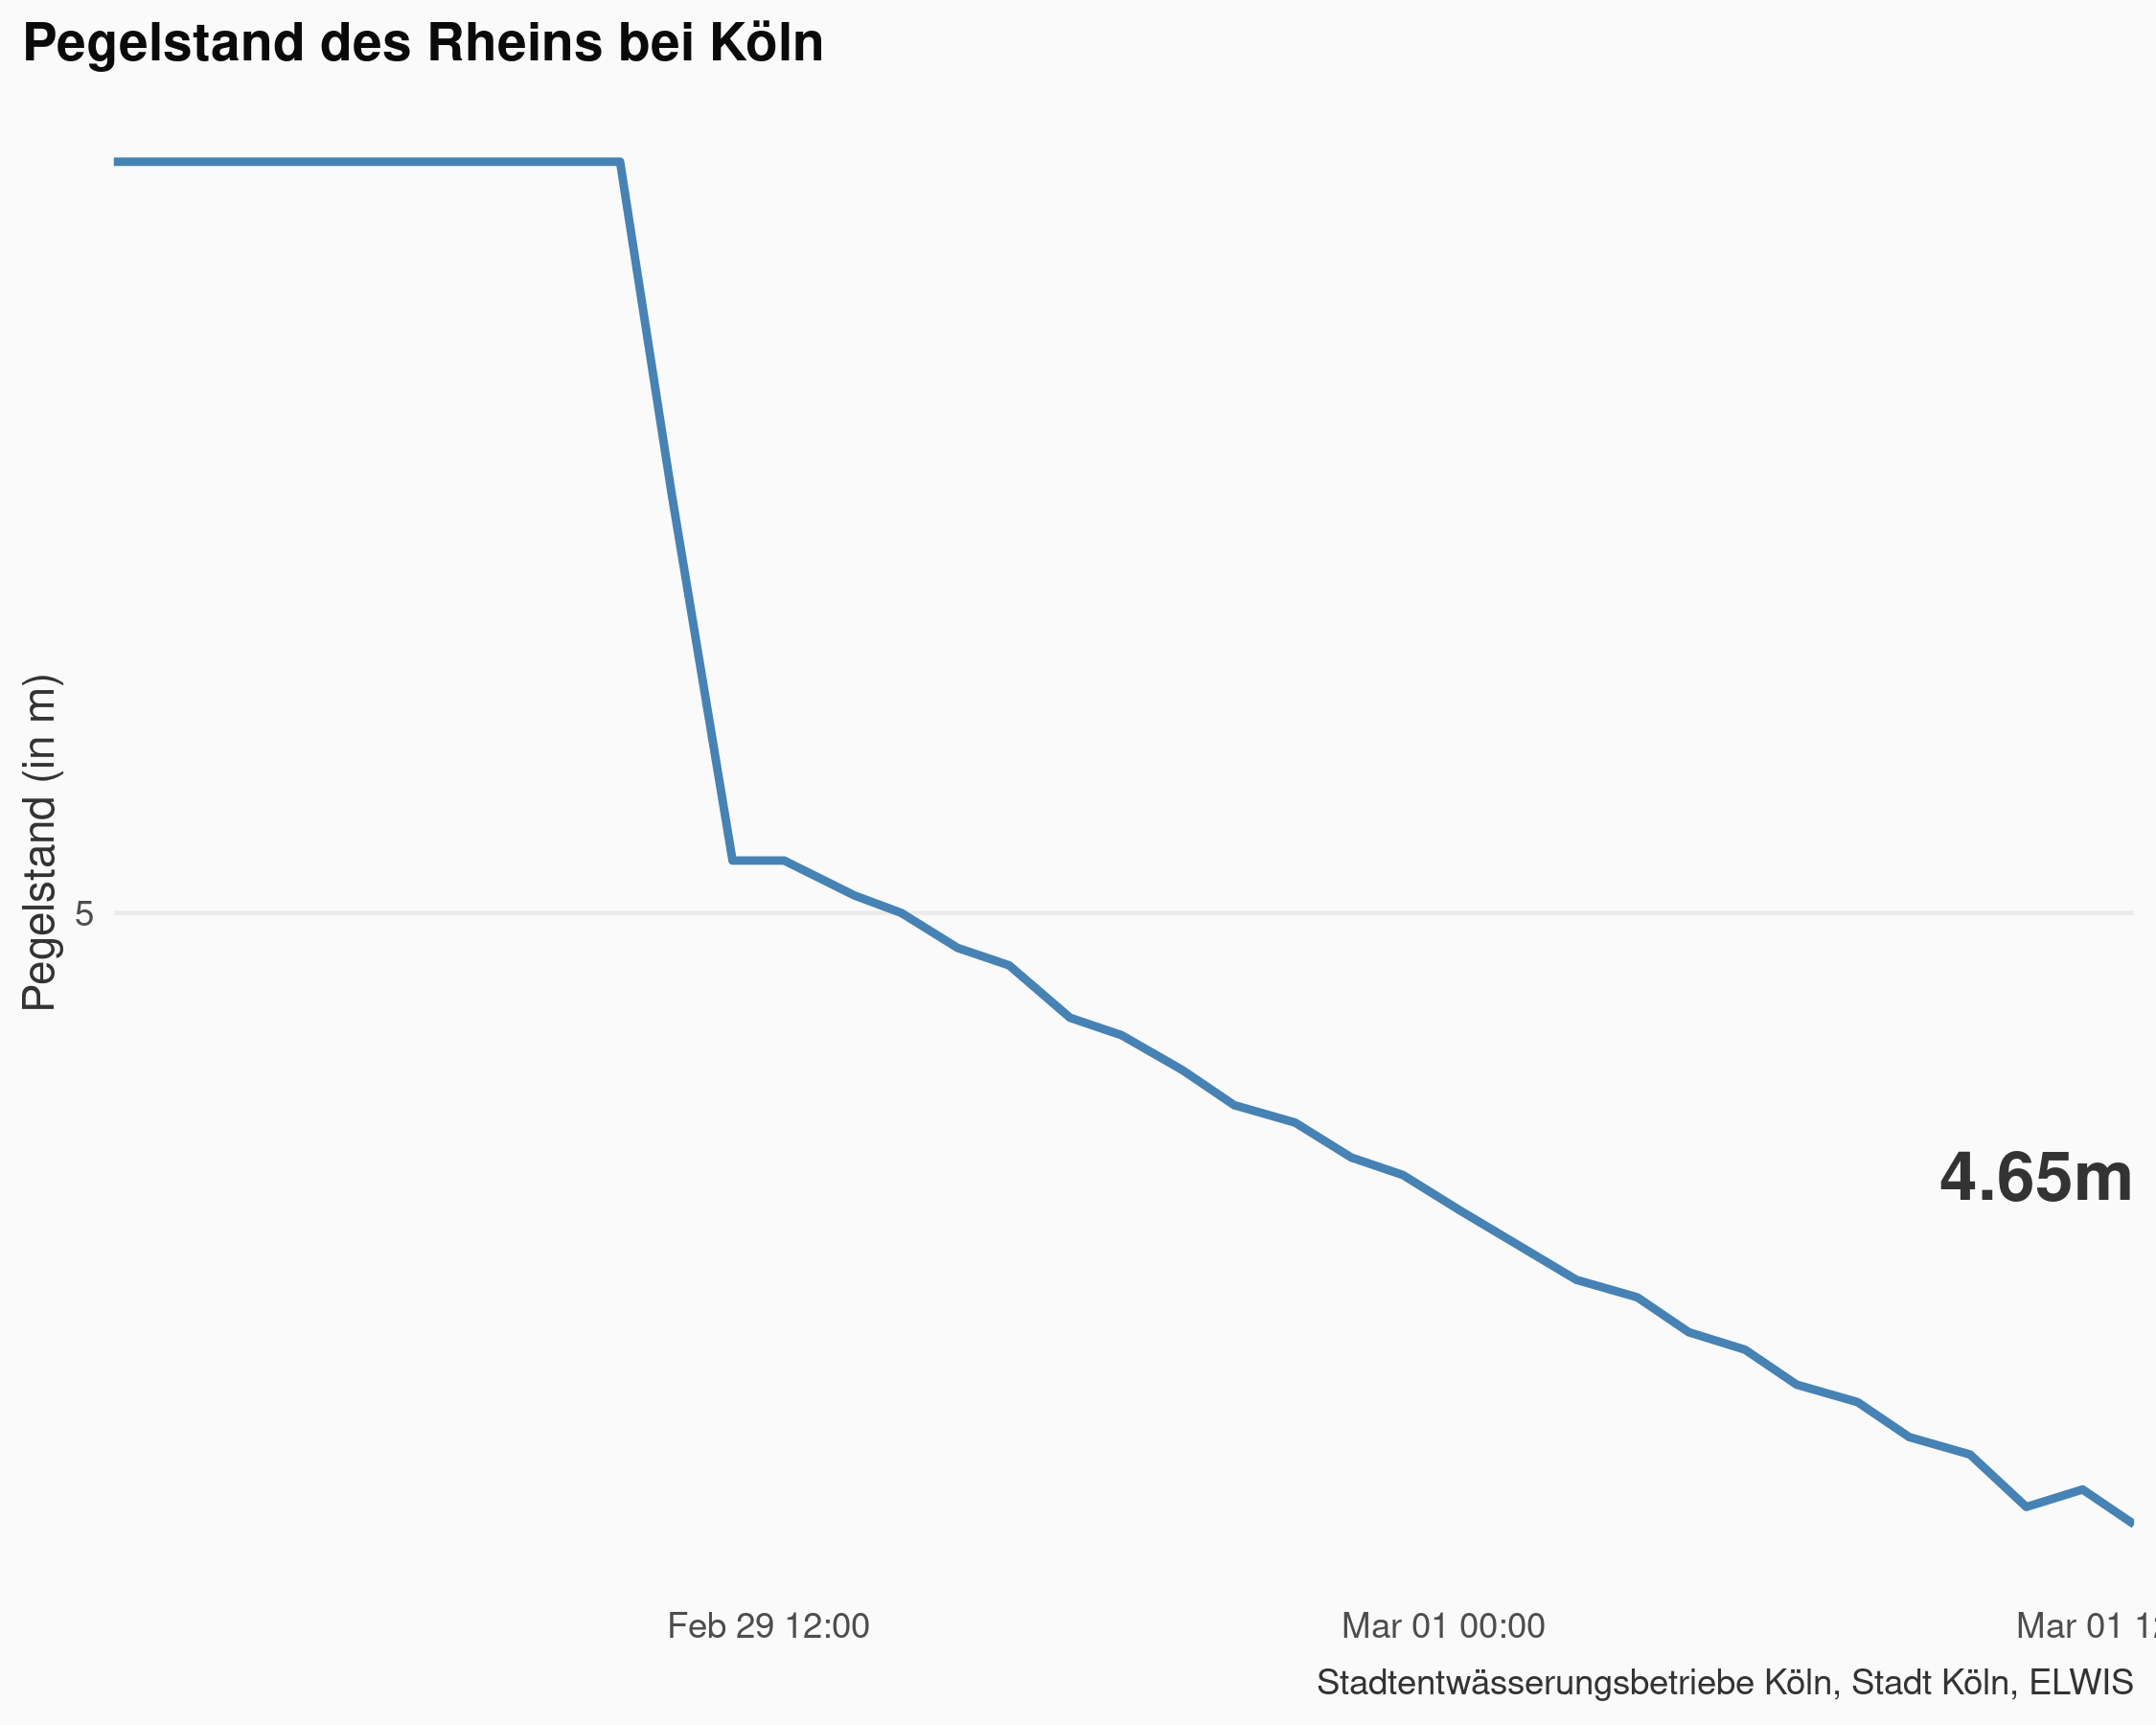 Pegelstand des Rheins bei Köln
Pegelstand (in m)
5
4.65m
Feb 29 12:00
Mar 01 00:00
Mar 01 12
Stadtentwässerungsbetriebe Köln, Stadt Köln, ELWIS